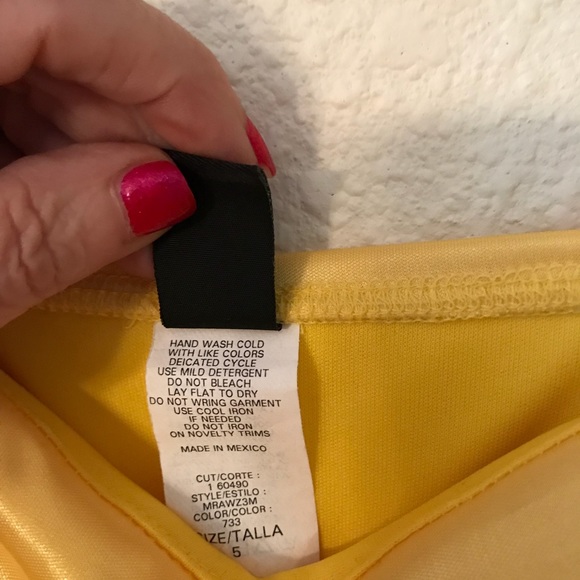 HAND WASH COLD
WITH LIKE COLORS
DEICATED CYCLE
USE MILD DETERGENT
DO NOT BLEACH
LAY FLAT TO DRY
DO NOT WRING GARMENT
USE COOL IRON
IF NEEDED
DO NOT IRON
ON NOVELTY TRIMS
MADE IN MEXICO
CUT/CORTE :
1 60490
STYLE/ESTILO :
MRAWZ3M
COLOR/COLOR :
733
SIZE/TALLA
5